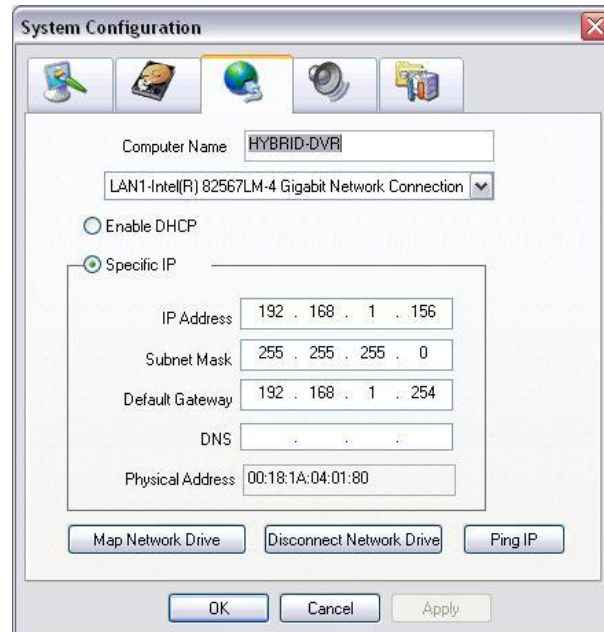 System Configuration
Computer Name HYBRID-DVR
LAN1-Intel(R) 82567LM-4 Gigabit Network Connection
Enable DHCP
Specific IP
IP Address 192 . 168 . 1 . 156
Subnet Mask 255 . 255 . 255 . 0
Default Gateway 192 . 168 . 1 . 254
DNS . . .
Physical Address 00:18:1A:04:01:80
Map Network Drive Disconnect Network Drive Ping IP
OK Cancel Apply